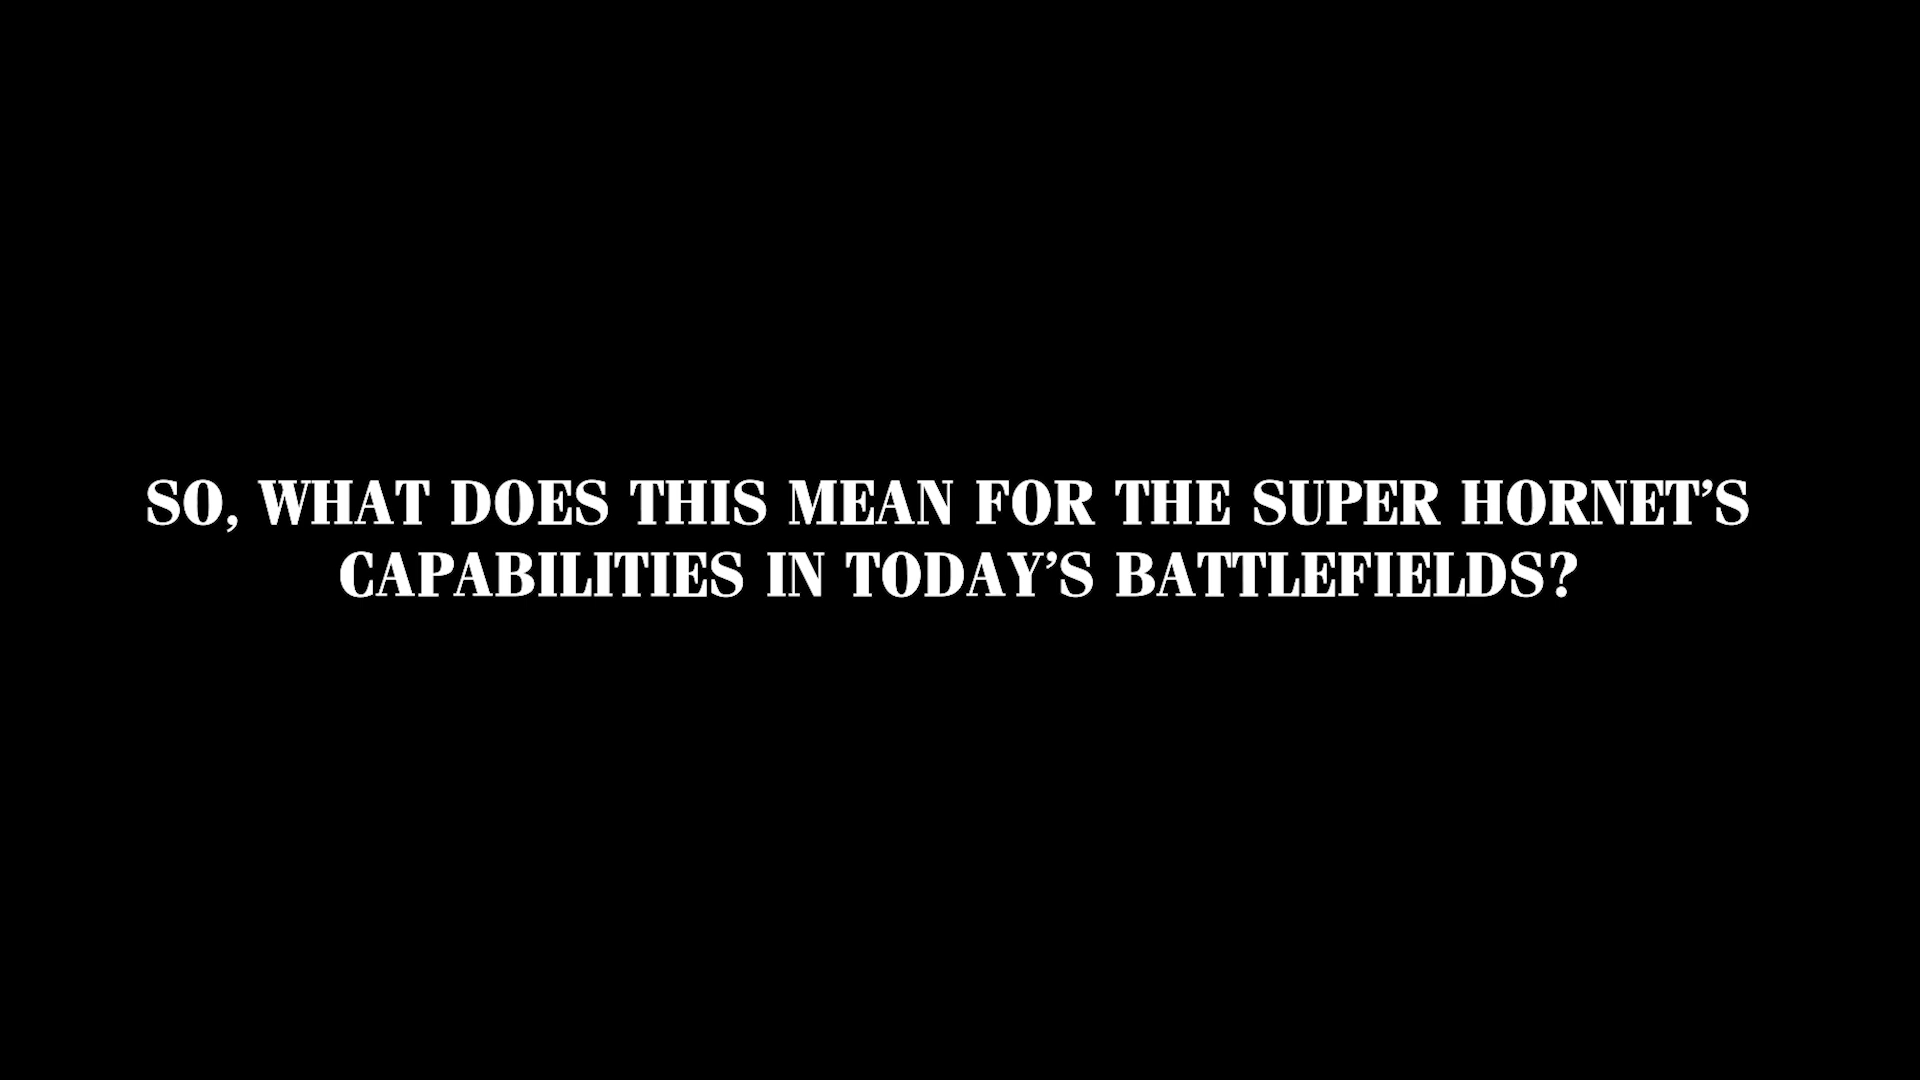 SO, WHAT DOES THIS MEAN FOR THE SUPER HORNET’S
CAPABILITIES IN TODAY’S BATTLEFIELDS?